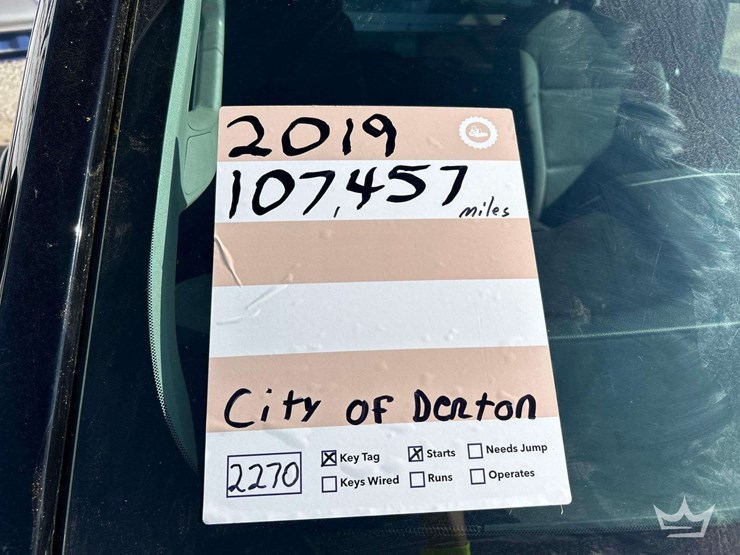 2019
107,457 miles
City of Denton
2270
Key Tag
Starts
Needs Jump
Keys Wired
Runs
Operates